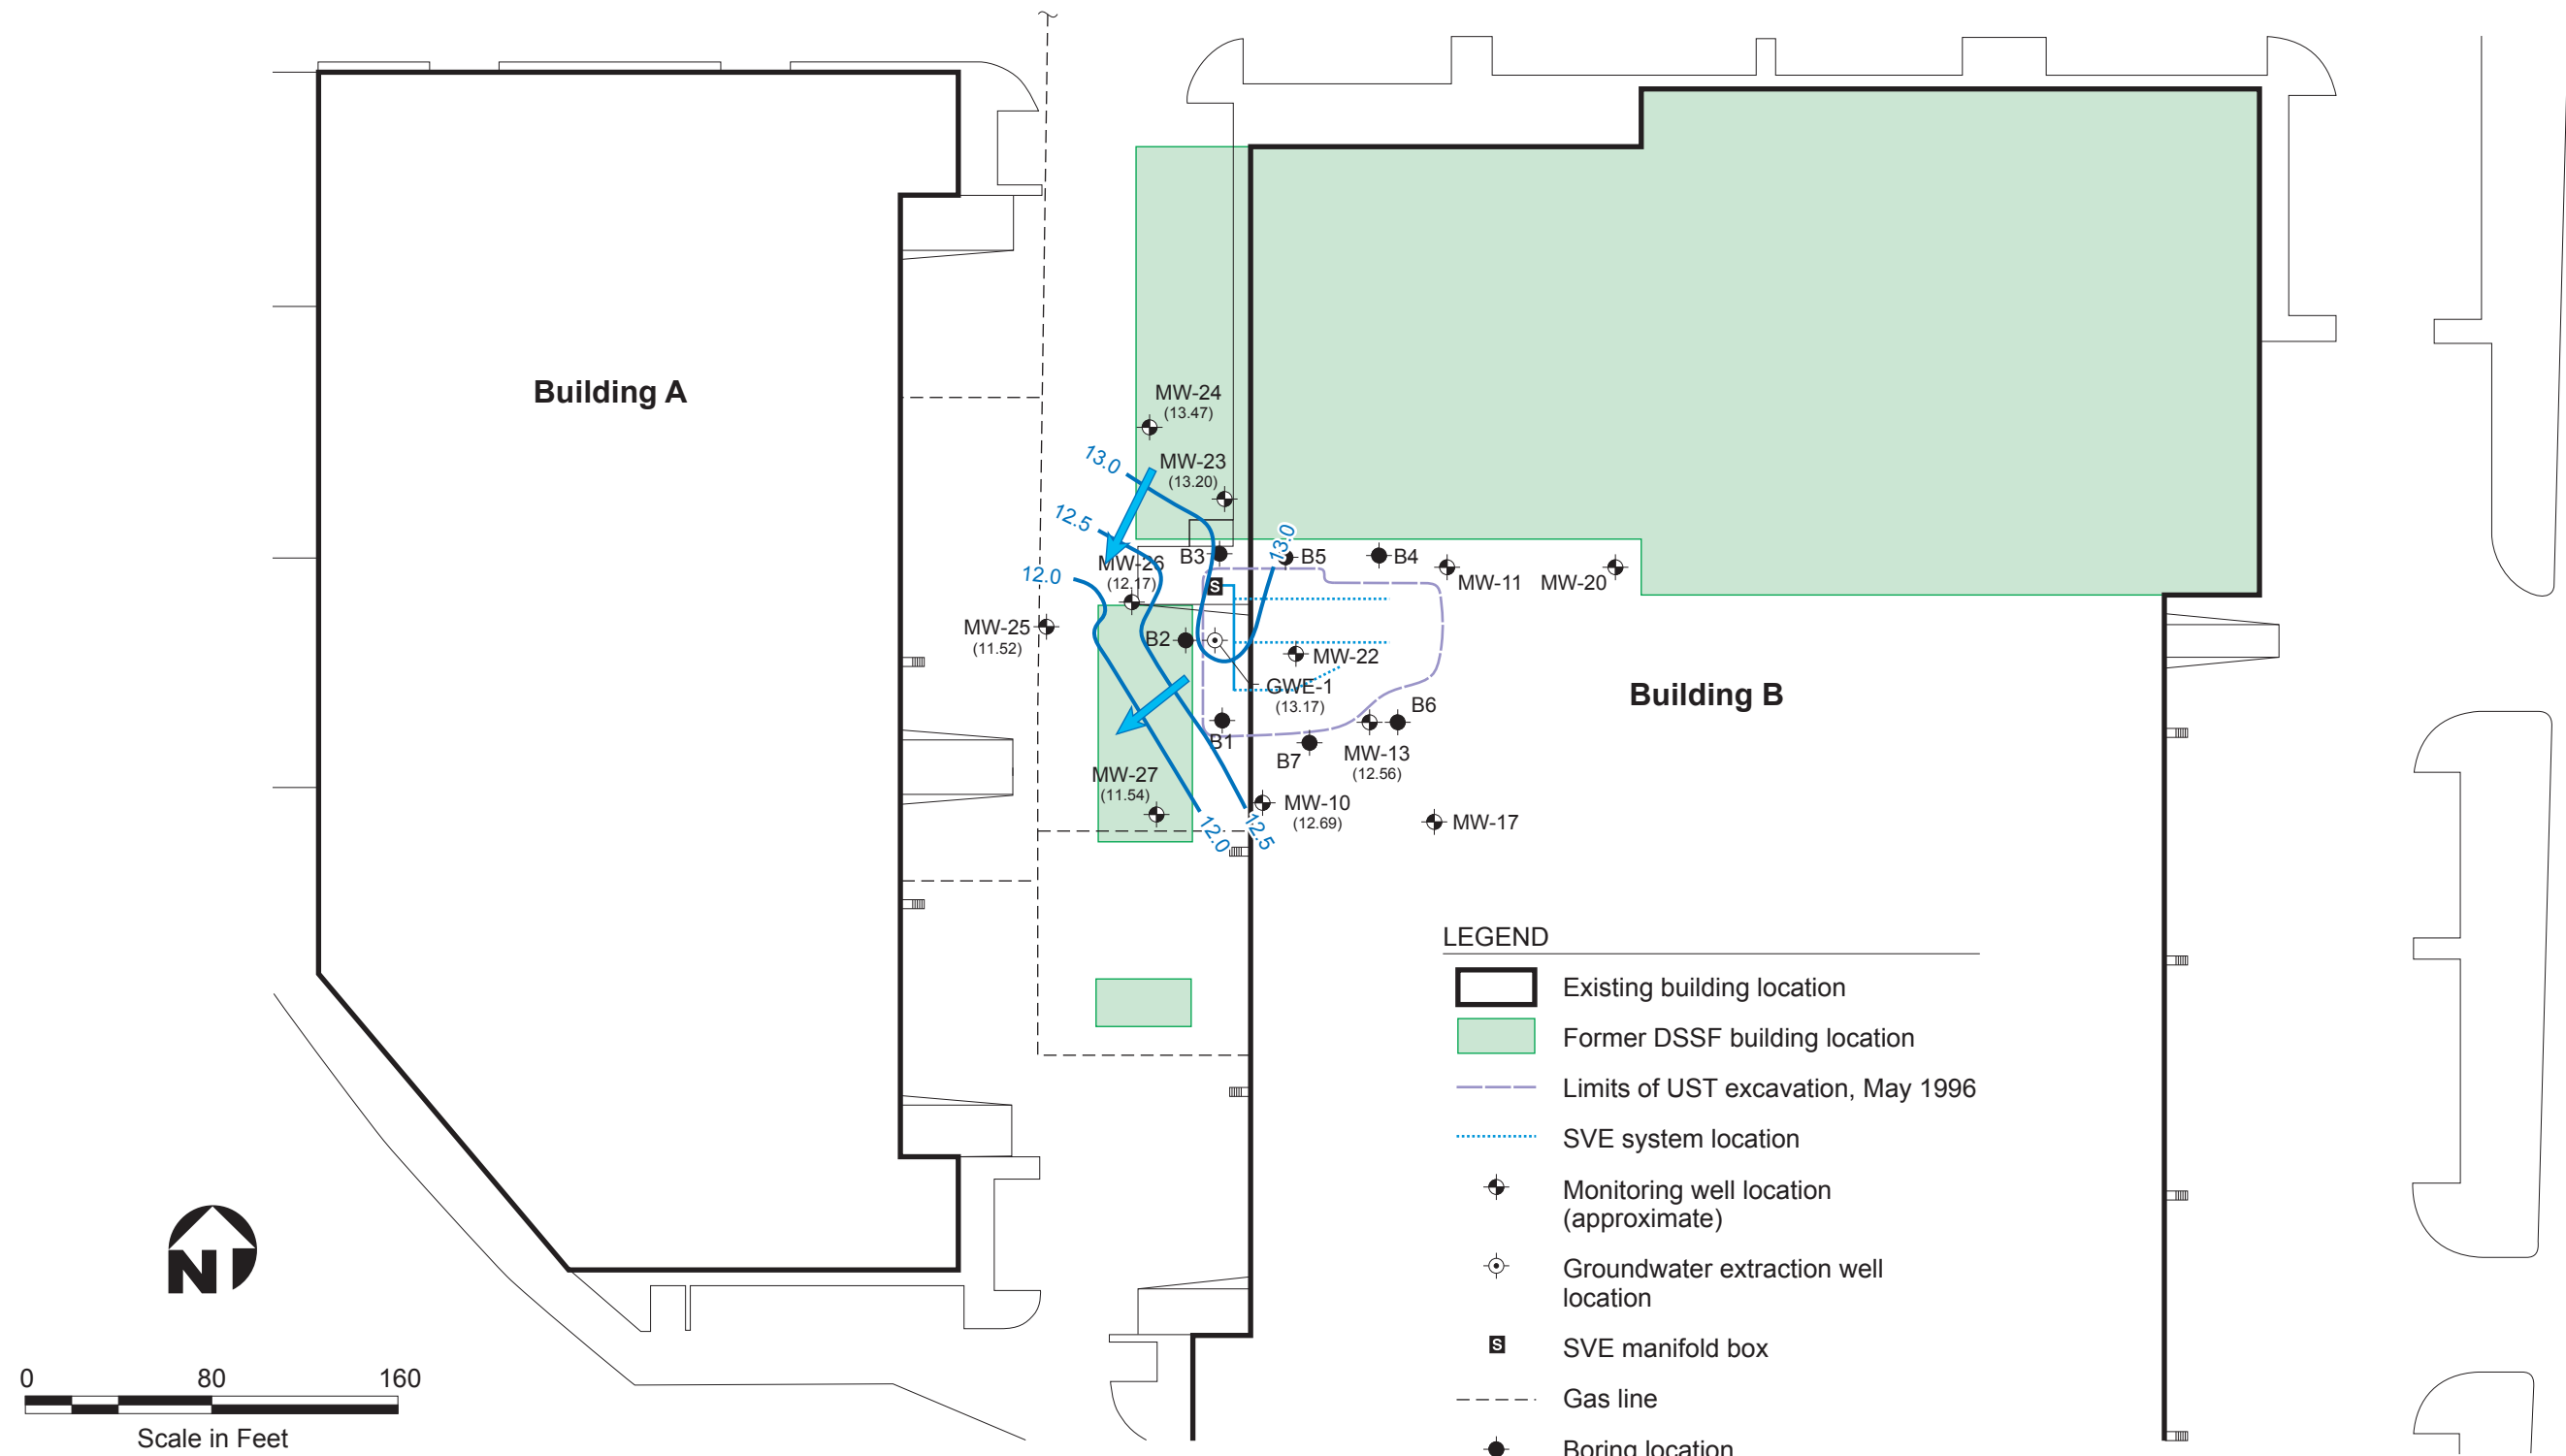 Building A
Building B
MW-24
(13.47)
13.0
MW-23
(13.20)
12.5
MW-26
(12.17)
12.0
B3
13.0
B5
B4
MW-11
MW-20
S
MW-25
(11.52)
B2
MW-22
GWE-1
(13.17)
B6
B1
B7
MW-13
(12.56)
MW-27
(11.54)
MW-10
(12.69)
MW-17
12.0
12.5
LEGEND
Existing building location
Former DSSF building location
Limits of UST excavation, May 1996
SVE system location
Monitoring well location
(approximate)
Groundwater extraction well
location
S
SVE manifold box
Gas line
Boring location
N
0 80 160
Scale in Feet